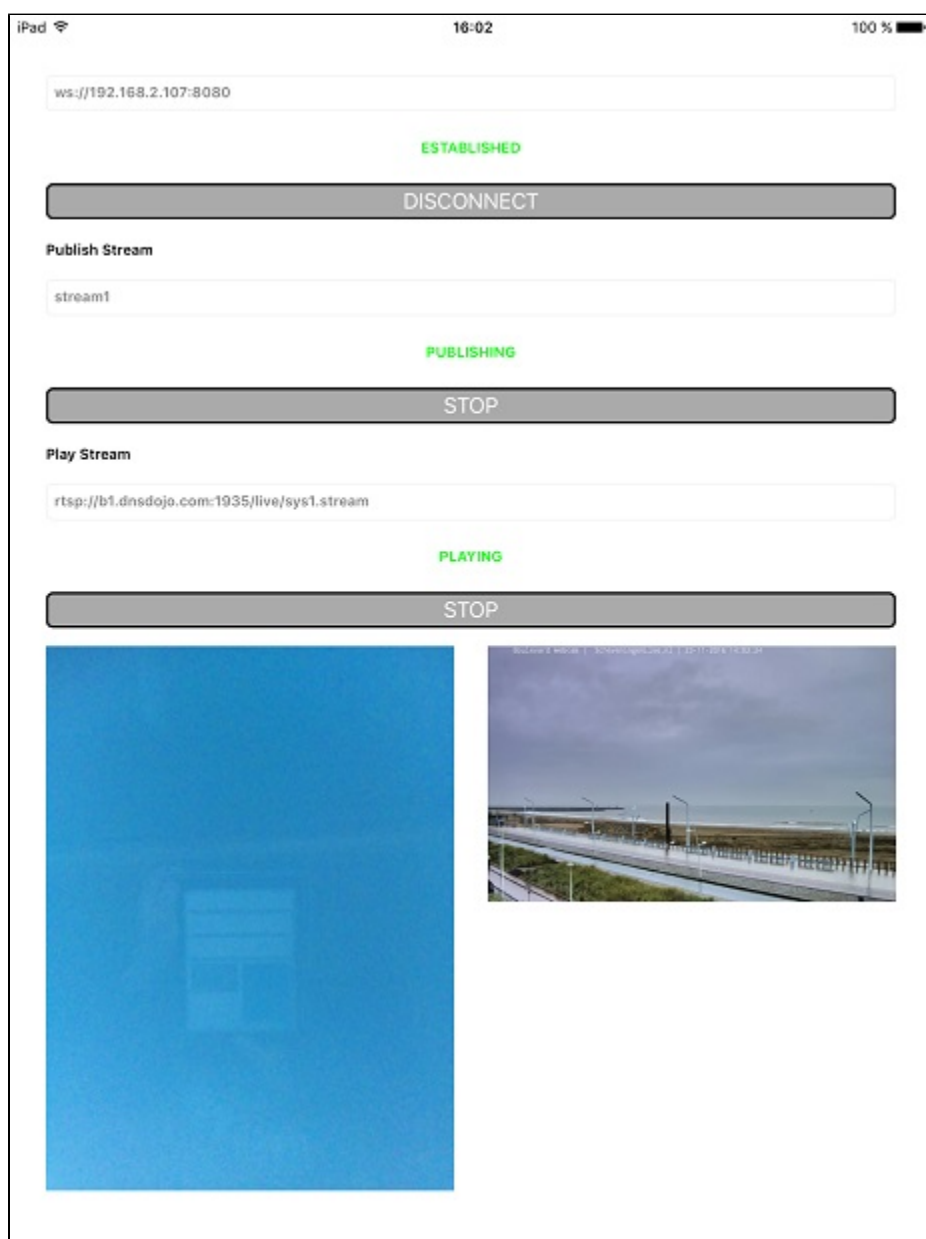 iPad 16:02 100 %
ws://192.168.2.107:8080
ESTABLISHED
DISCONNECT
Publish Stream
stream1
PUBLISHING
STOP
Play Stream
rtsp://b1.dnsdojo.com:1935/live/sys1.stream
PLAYING
STOP